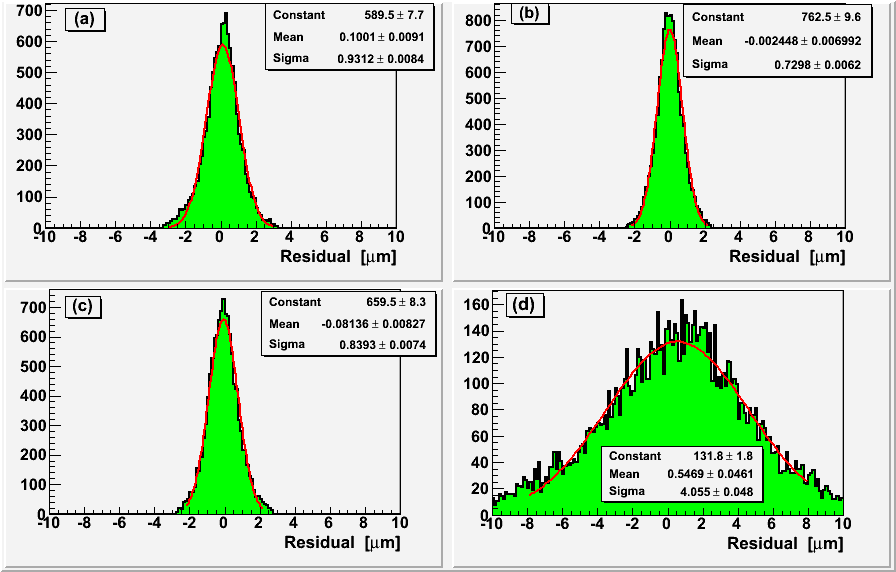 (a)
Constant 589.5 ± 7.7
Mean 0.1001 ± 0.0091
Sigma 0.9312 ± 0.0084
700
600
500
400
300
200
100
0
-10 -8 -6 -4 -2 0 2 4 6 8 10
Residual [μm]
(b)
Constant 762.5 ± 9.6
Mean -0.002448 ± 0.006992
Sigma 0.7298 ± 0.0062
800
700
600
500
400
300
200
100
0
-10 -8 -6 -4 -2 0 2 4 6 8 10
Residual [μm]
(c)
Constant 659.5 ± 8.3
Mean -0.08136 ± 0.00827
Sigma 0.8393 ± 0.0074
700
600
500
400
300
200
100
0
-10 -8 -6 -4 -2 0 2 4 6 8 10
Residual [μm]
(d)
160
140
120
100
80
60
40
20
0
Constant 131.8 ± 1.8
Mean 0.5469 ± 0.0461
Sigma 4.055 ± 0.048
-10 -8 -6 -4 -2 0 2 4 6 8 10
Residual [μm]